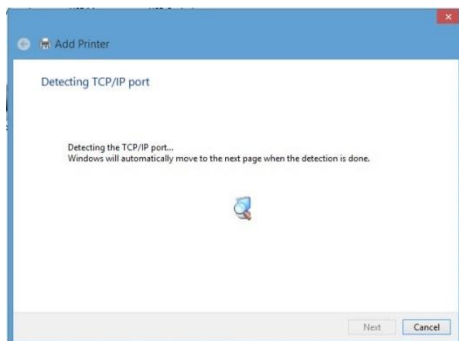 Add Printer
Detecting TCP/IP port
Detecting the TCP/IP port...
Windows will automatically move to the next page when the detection is done.
Next
Cancel